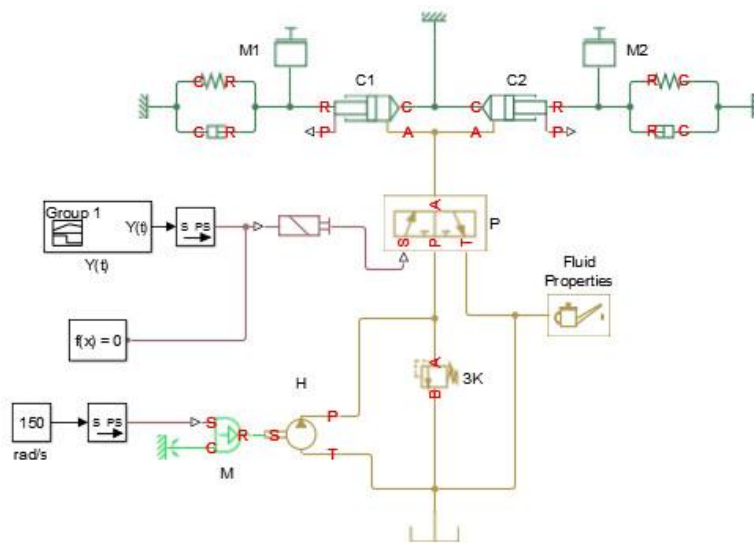 M1
M2
C1
C2
C R
R C
R C
C R
C R
R C
P A
A P
Group 1
Y(t)
S PS
Y(t)
A
S P T
P
Fluid
Properties
f(x) = 0
H
A
B
3K
150
rad/s
S PS
S
C
R
M
S
P
T